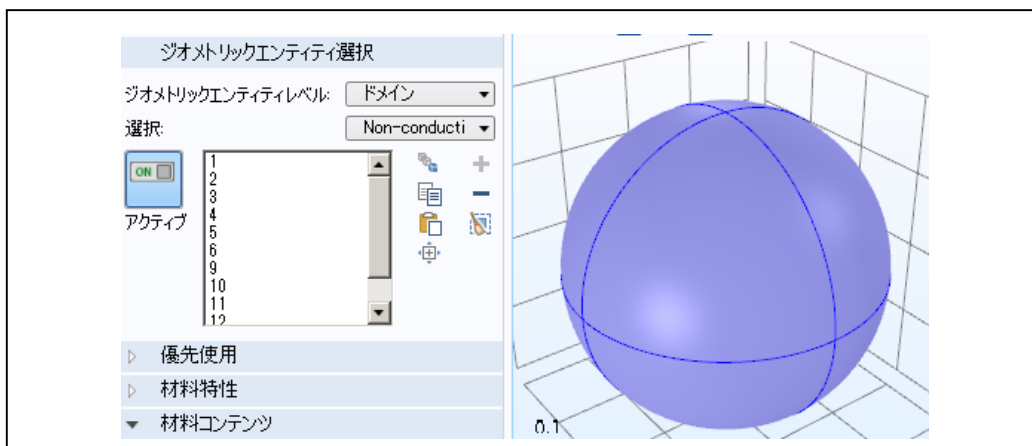 ジオメトリックエンティティ選択
ジオメトリックエンティティレベル: ドメイン
選択: Non-conducti
ON
アクティブ
1
2
3
4
5
6
9
10
11
12
優先使用
材料特性
材料コンテンツ
0.1